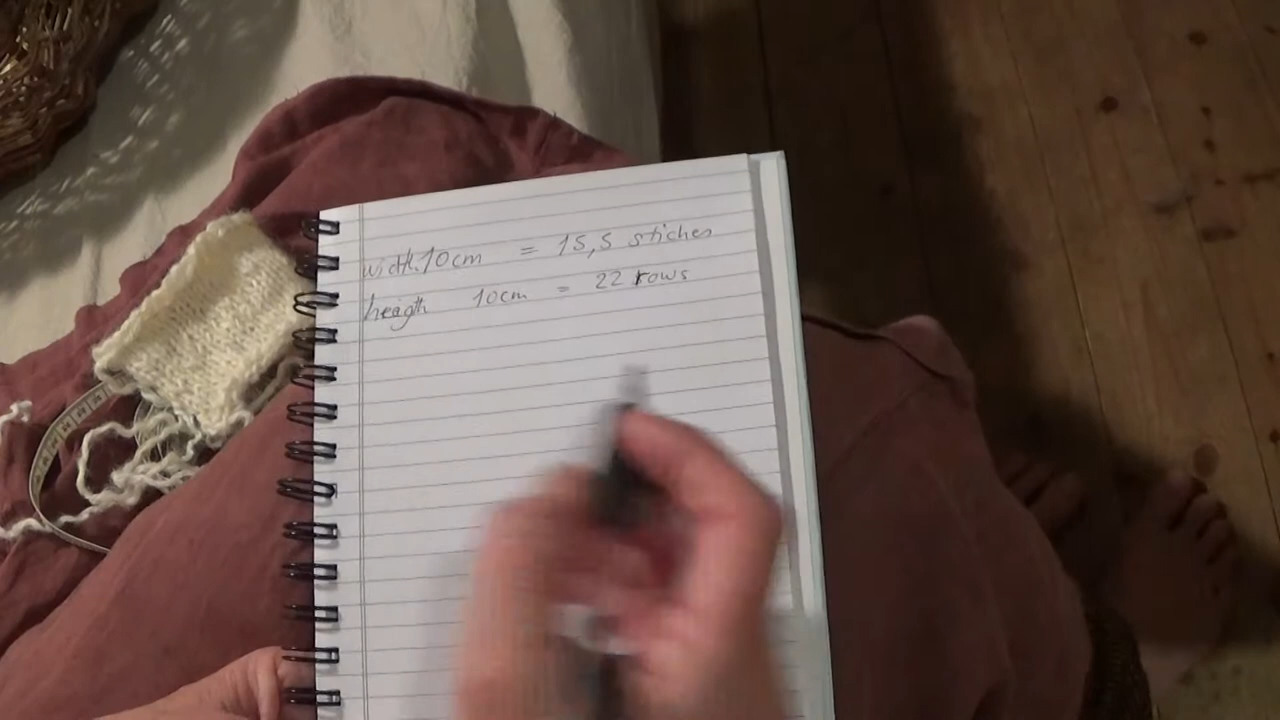 width 10cm = 15,5 stiches
heigth 10cm = 22 rows